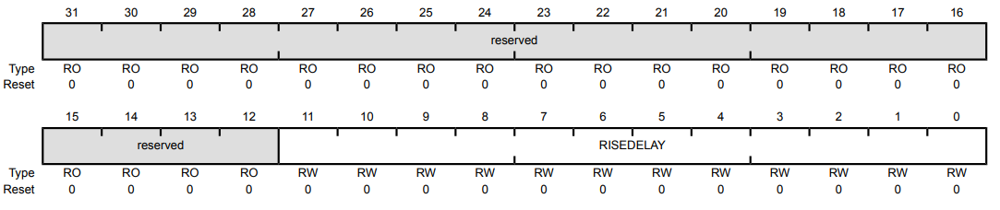 31 30 29 28 27 26 25 24 23 22 21 20 19 18 17 16
reserved
Type RO RO RO RO RO RO RO RO RO RO RO RO RO RO RO RO
Reset 0 0 0 0 0 0 0 0 0 0 0 0 0 0 0 0
15 14 13 12 11 10 9 8 7 6 5 4 3 2 1 0
reserved RISEDELAY
Type RO RO RO RO RW RW RW RW RW RW RW RW RW RW RW RW
Reset 0 0 0 0 0 0 0 0 0 0 0 0 0 0 0 0